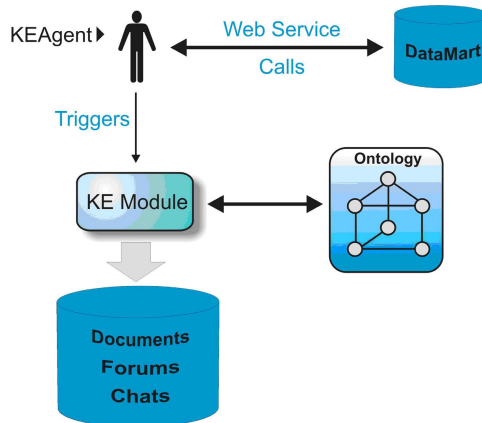 KEAgent
Web Service
Calls
DataMart
Triggers
KE Module
Ontology
Documents
Forums
Chats